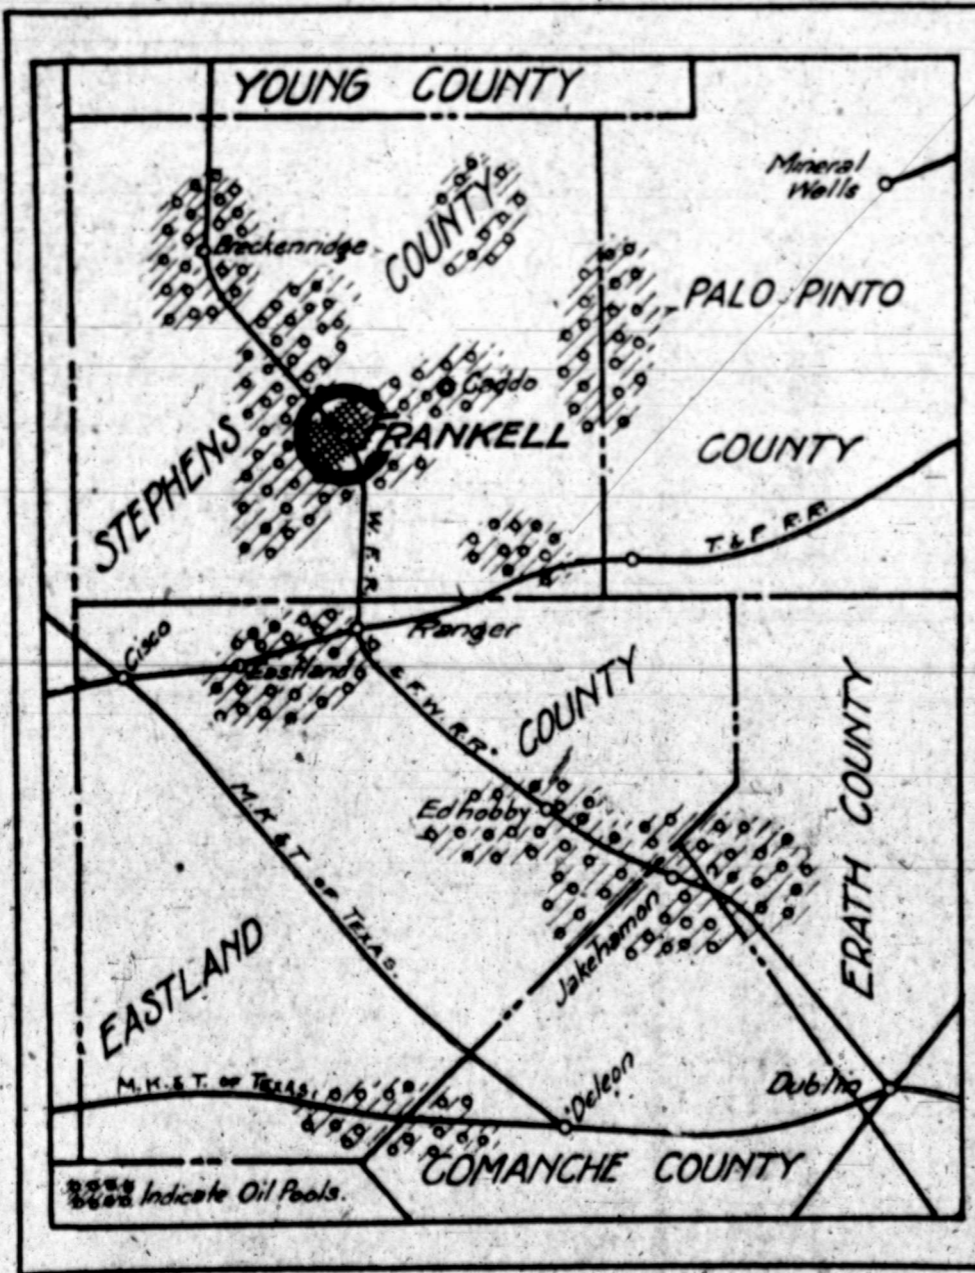 YOUNG COUNTY
Mineral
Wells
Breckenridge
COUNTY
PALO PINTO
Caddo
FRANKELL
STEPHENS
COUNTY
W.F.R.
T. & P. R.R.
Cisco
Ranger
Eastland
& F.W. R.R.
COUNTY
Edhobby
M.K & T. OF TEXAS.
ERATH COUNTY
Jakehamon
EASTLAND
M.K. & T. OF TEXAS.
Deleon
Dublin
COMANCHE COUNTY
Indicate Oil Pools.